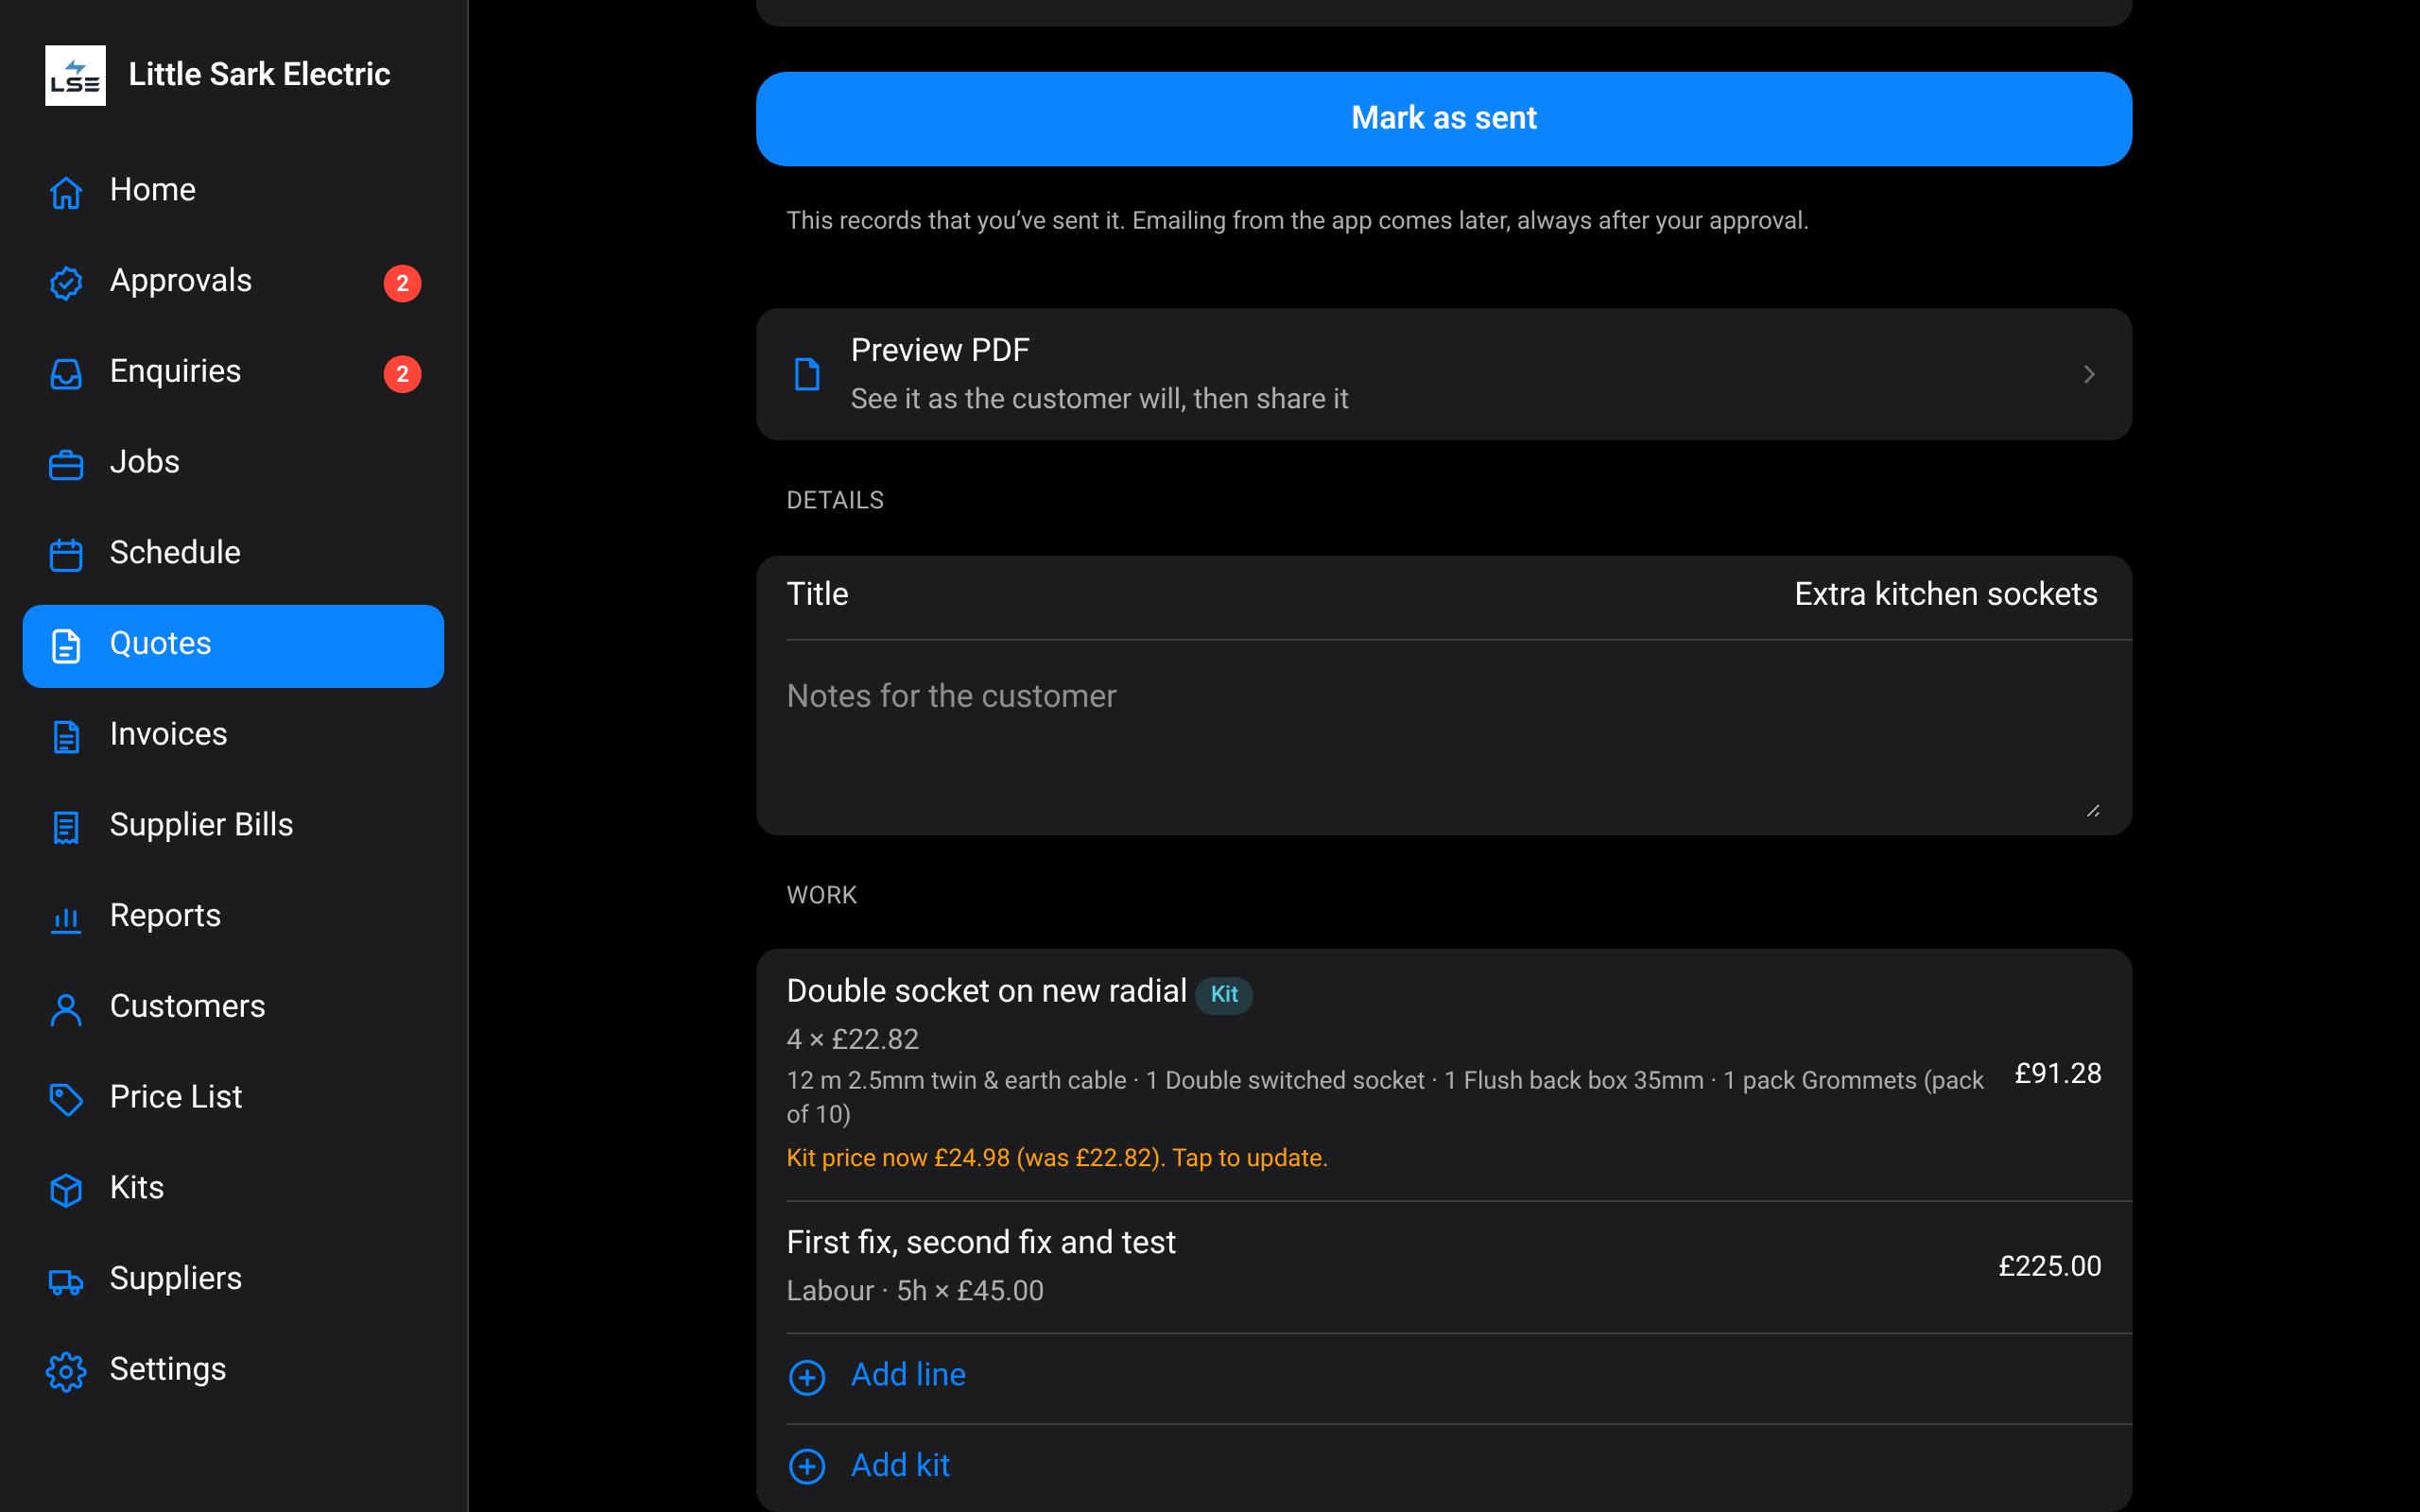 LSE
Little Sark Electric
Home
Approvals
2
Enquiries
2
Jobs
Schedule
Quotes
Invoices
Supplier Bills
Reports
Customers
Price List
Kits
Suppliers
Settings
Mark as sent
This records that you’ve sent it. Emailing from the app comes later, always after your approval.
Preview PDF
See it as the customer will, then share it
DETAILS
Title
Extra kitchen sockets
Notes for the customer
WORK
Double socket on new radial Kit
4 × £22.82
12 m 2.5mm twin & earth cable · 1 Double switched socket · 1 Flush back box 35mm · 1 pack Grommets (pack
of 10)
£91.28
Kit price now £24.98 (was £22.82). Tap to update.
First fix, second fix and test
Labour · 5h × £45.00
£225.00
Add line
Add kit